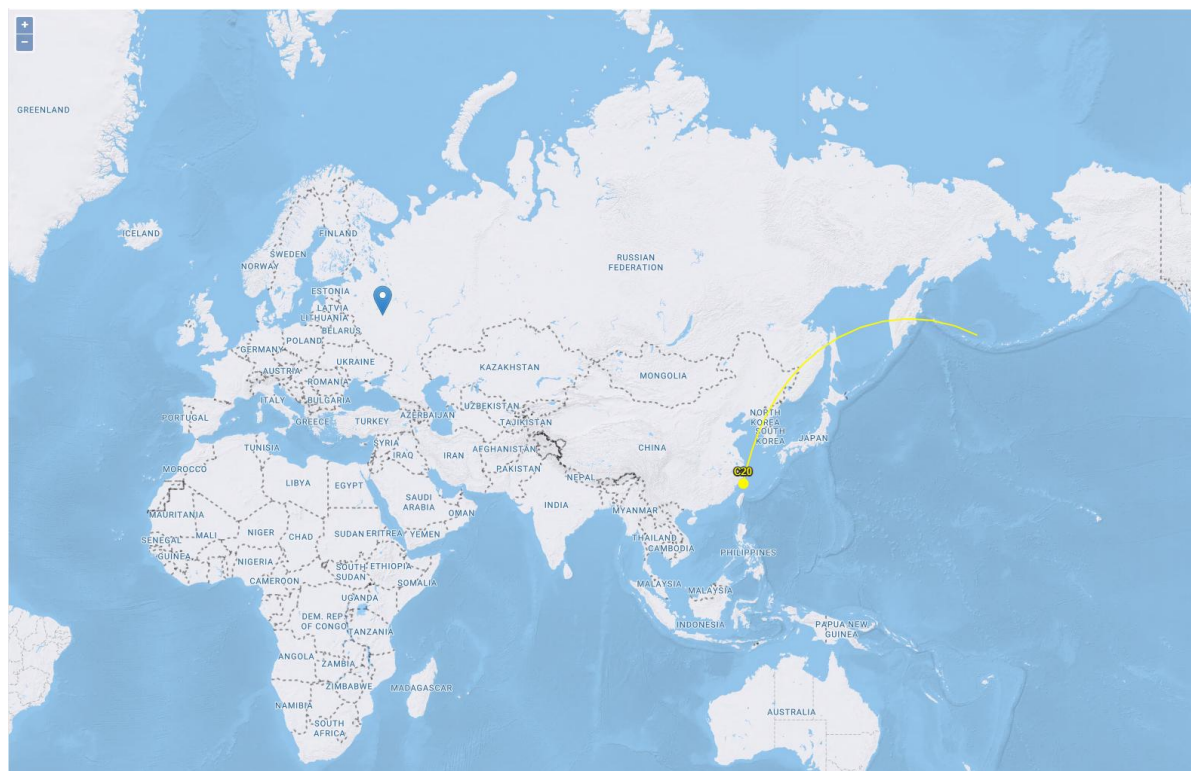 +
−
GREENLAND
ICELAND
FINLAND
SWEDEN
NORWAY
RUSSIAN
FEDERATION
ESTONIA
LATVIA
LITHUANIA
BELARUS
POLAND
GERMANY
UKRAINE
AUSTRIA
ROMANIA
KAZAKHSTAN
MONGOLIA
ITALY
BULGARIA
UZBEKISTAN
PORTUGAL
GREECE
TURKEY
AZERBAIJAN
TAJIKISTAN
NORTH
KOREA
SOUTH
KOREA
JAPAN
TUNISIA
SYRIA
IRAQ
IRAN
AFGHANISTAN
CHINA
MOROCCO
PAKISTAN
NEPAL
C20
LIBYA
EGYPT
SAUDI
ARABIA
INDIA
OMAN
MYANMAR
MAURITANIA
MALI
NIGER
CHAD
SUDAN
ERITREA
YEMEN
SENEGAL
THAILAND
CAMBODIA
PHILIPPINES
GUINEA
NIGERIA
SOUTH
SUDAN
ETHIOPIA
CAMEROON
SOMALIA
MALAYSIA
MALAYSIA
UGANDA
DEM. REP.
OF CONGO
TANZANIA
INDONESIA
PAPUA NEW
GUINEA
ANGOLA
ZAMBIA
ZIMBABWE
MADAGASCAR
NAMIBIA
AUSTRALIA
SOUTH
AFRICA